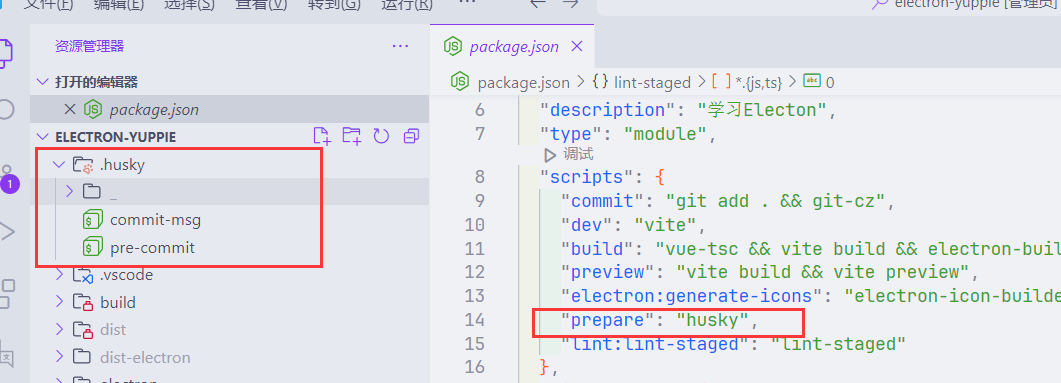 文件(F) 编辑(E) 选择(S) 查看(V) 转到(G) 运行(R) ··· electron-yuppie [管理员]
资源管理器 ···
打开的编辑器
package.json
ELECTRON-YUPPIE
.husky
_
commit-msg
pre-commit
.vscode
build
dist
dist-electron
electron
1
package.json
package.json > {} lint-staged > [ ] *.{js,ts} > abc 0
6 "description": "学习Electon",
7 "type": "module",
调试
8 "scripts": {
9 "commit": "git add . && git-cz",
10 "dev": "vite",
11 "build": "vue-tsc && vite build && electron-buil
12 "preview": "vite build && vite preview",
13 "electron:generate-icons": "electron-icon-builde
14 "prepare": "husky",
15 "lint:lint-staged": "lint-staged"
16 },